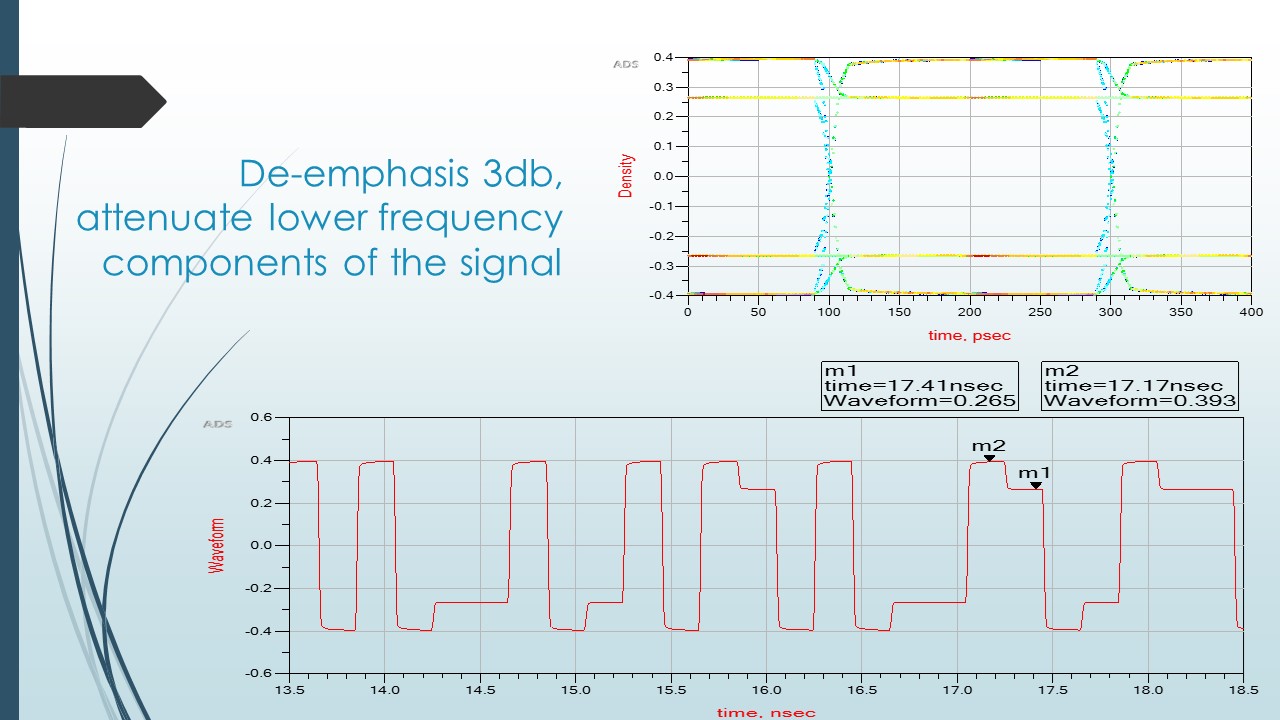 De-emphasis 3db,
attenuate lower frequency
components of the signal
ADS
Density
0.4
0.3
0.2
0.1
0.0
-0.1
-0.2
-0.3
-0.4
0 50 100 150 200 250 300 350 400
time, psec
m1
time=17.41nsec
Waveform=0.265
m2
time=17.17nsec
Waveform=0.393
ADS
Waveform
0.6
0.4
0.2
0.0
-0.2
-0.4
-0.6
m2
m1
13.5 14.0 14.5 15.0 15.5 16.0 16.5 17.0 17.5 18.0 18.5
time, nsec